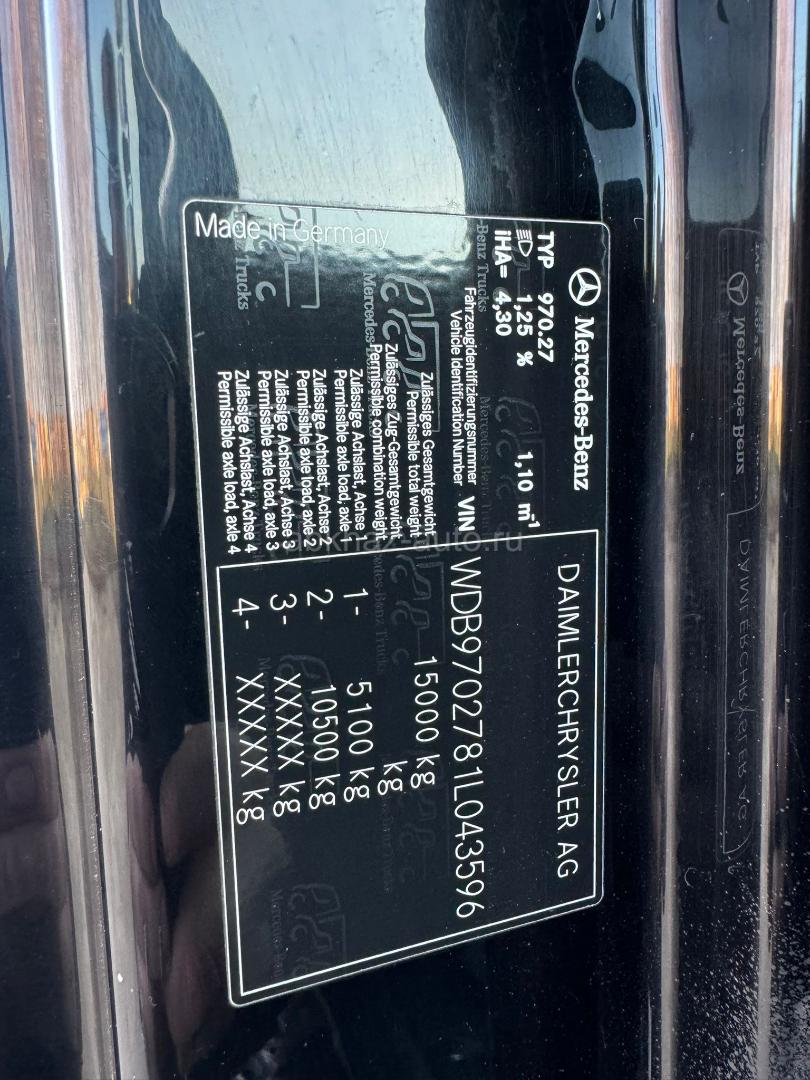 Mercedes-Benz
DAIMLERCHRYSLER AG
TYP 970.27
1,25 % 1,10 m-1
iHA= 4,30
Fahrzeugidentifizierungsnummer
Vehicle Identification Number VIN WDB9702781L043596
Zulässiges Gesamtgewicht
Permissible total weight 15000 kg
Zulässiges Zug-Gesamtgewicht
Permissible combination weight kg
Zulässige Achslast, Achse 1
Permissible axle load, axle 1 1- 5100 kg
Zulässige Achslast, Achse 2
Permissible axle load, axle 2 2- 10500 kg
Zulässige Achslast, Achse 3
Permissible axle load, axle 3 3- XXXXX kg
Zulässige Achslast, Achse 4
Permissible axle load, axle 4 4- XXXXX kg
Made in Germany
Mercedes-Benz
DAIMLERCHRYSLER AG